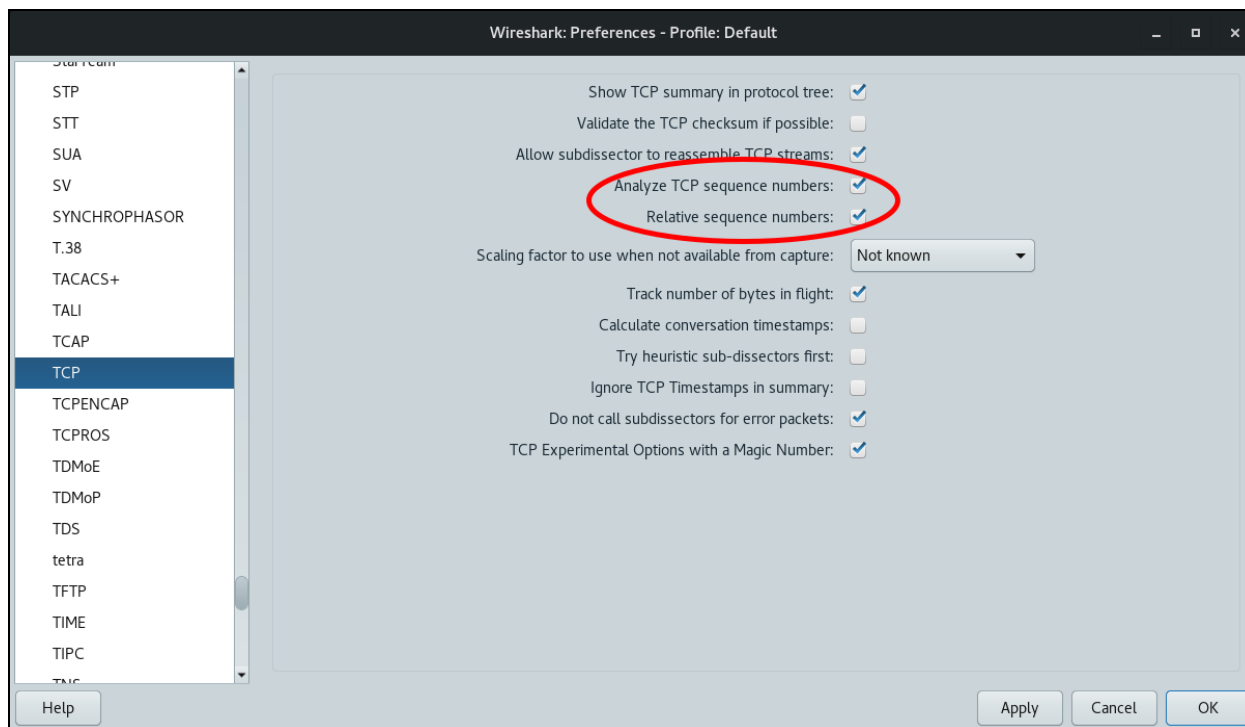 Wireshark: Preferences - Profile: Default
STP
STT
SUA
SV
SYNCHROPHASOR
T.38
TACACS+
TALI
TCAP
TCP
TCPENCAP
TCPROS
TDMoE
TDMoP
TDS
tetra
TFTP
TIME
TIPC
Show TCP summary in protocol tree:
Validate the TCP checksum if possible:
Allow subdissector to reassemble TCP streams:
Analyze TCP sequence numbers:
Relative sequence numbers:
Scaling factor to use when not available from capture: Not known
Track number of bytes in flight:
Calculate conversation timestamps:
Try heuristic sub-dissectors first:
Ignore TCP Timestamps in summary:
Do not call subdissectors for error packets:
TCP Experimental Options with a Magic Number:
Help Apply Cancel OK